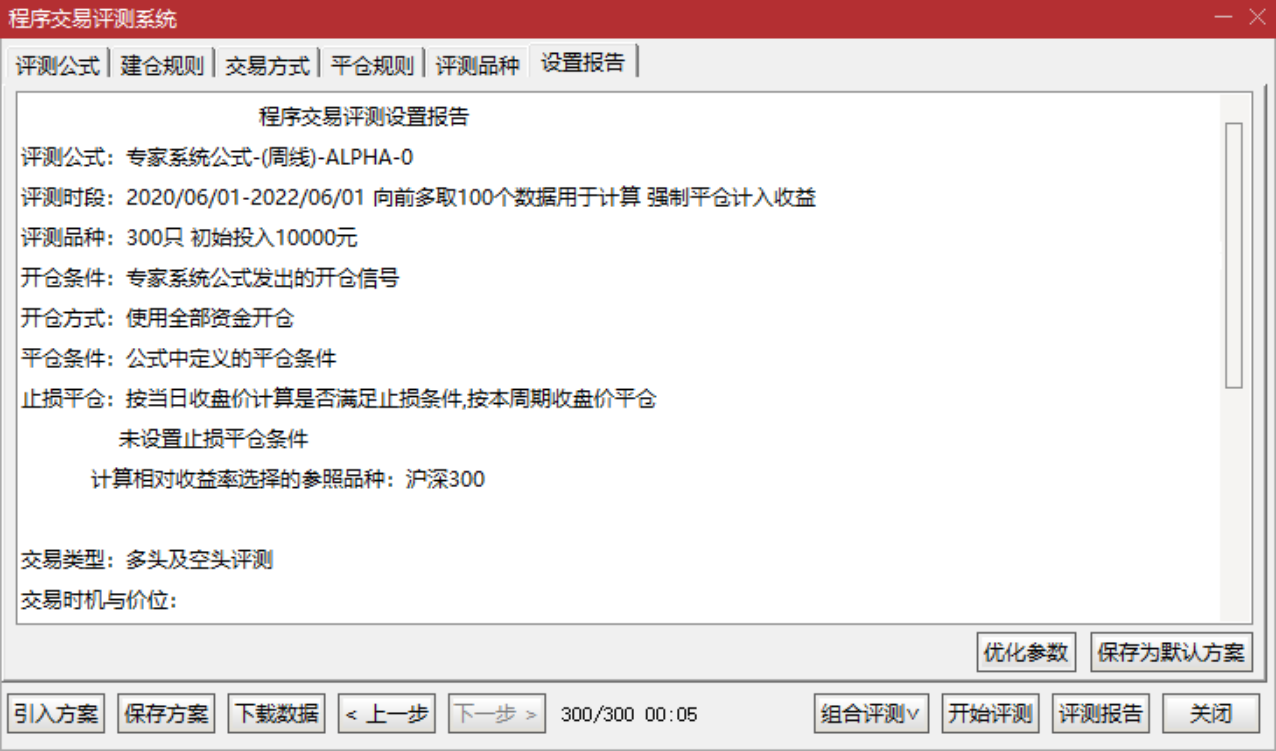 程序交易评测系统
评测公式 建仓规则 交易方式 平仓规则 评测品种 设置报告
程序交易评测设置报告
评测公式：专家系统公式-(周线)-ALPHA-0
评测时段：2020/06/01-2022/06/01 向前多取100个数据用于计算 强制平仓计入收益
评测品种：300只 初始投入10000元
开仓条件：专家系统公式发出的开仓信号
开仓方式：使用全部资金开仓
平仓条件：公式中定义的平仓条件
止损平仓：按当日收盘价计算是否满足止损条件,按本周期收盘价平仓
未设置止损平仓条件
计算相对收益率选择的参照品种：沪深300
交易类型：多头及空头评测
交易时机与价位：
优化参数 保存为默认方案
引入方案 保存方案 下载数据 < 上一步 下一步 > 300/300 00:05 组合评测∨ 开始评测 评测报告 关闭